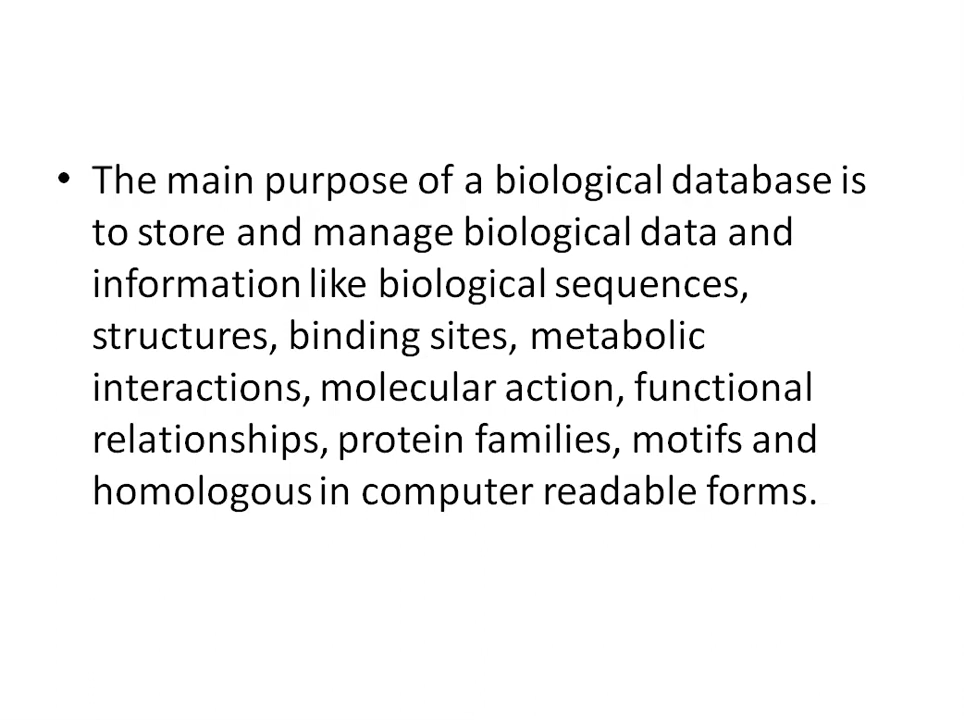 • The main purpose of a biological database is
to store and manage biological data and
information like biological sequences,
structures, binding sites, metabolic
interactions, molecular action, functional
relationships, protein families, motifs and
homologous in computer readable forms.